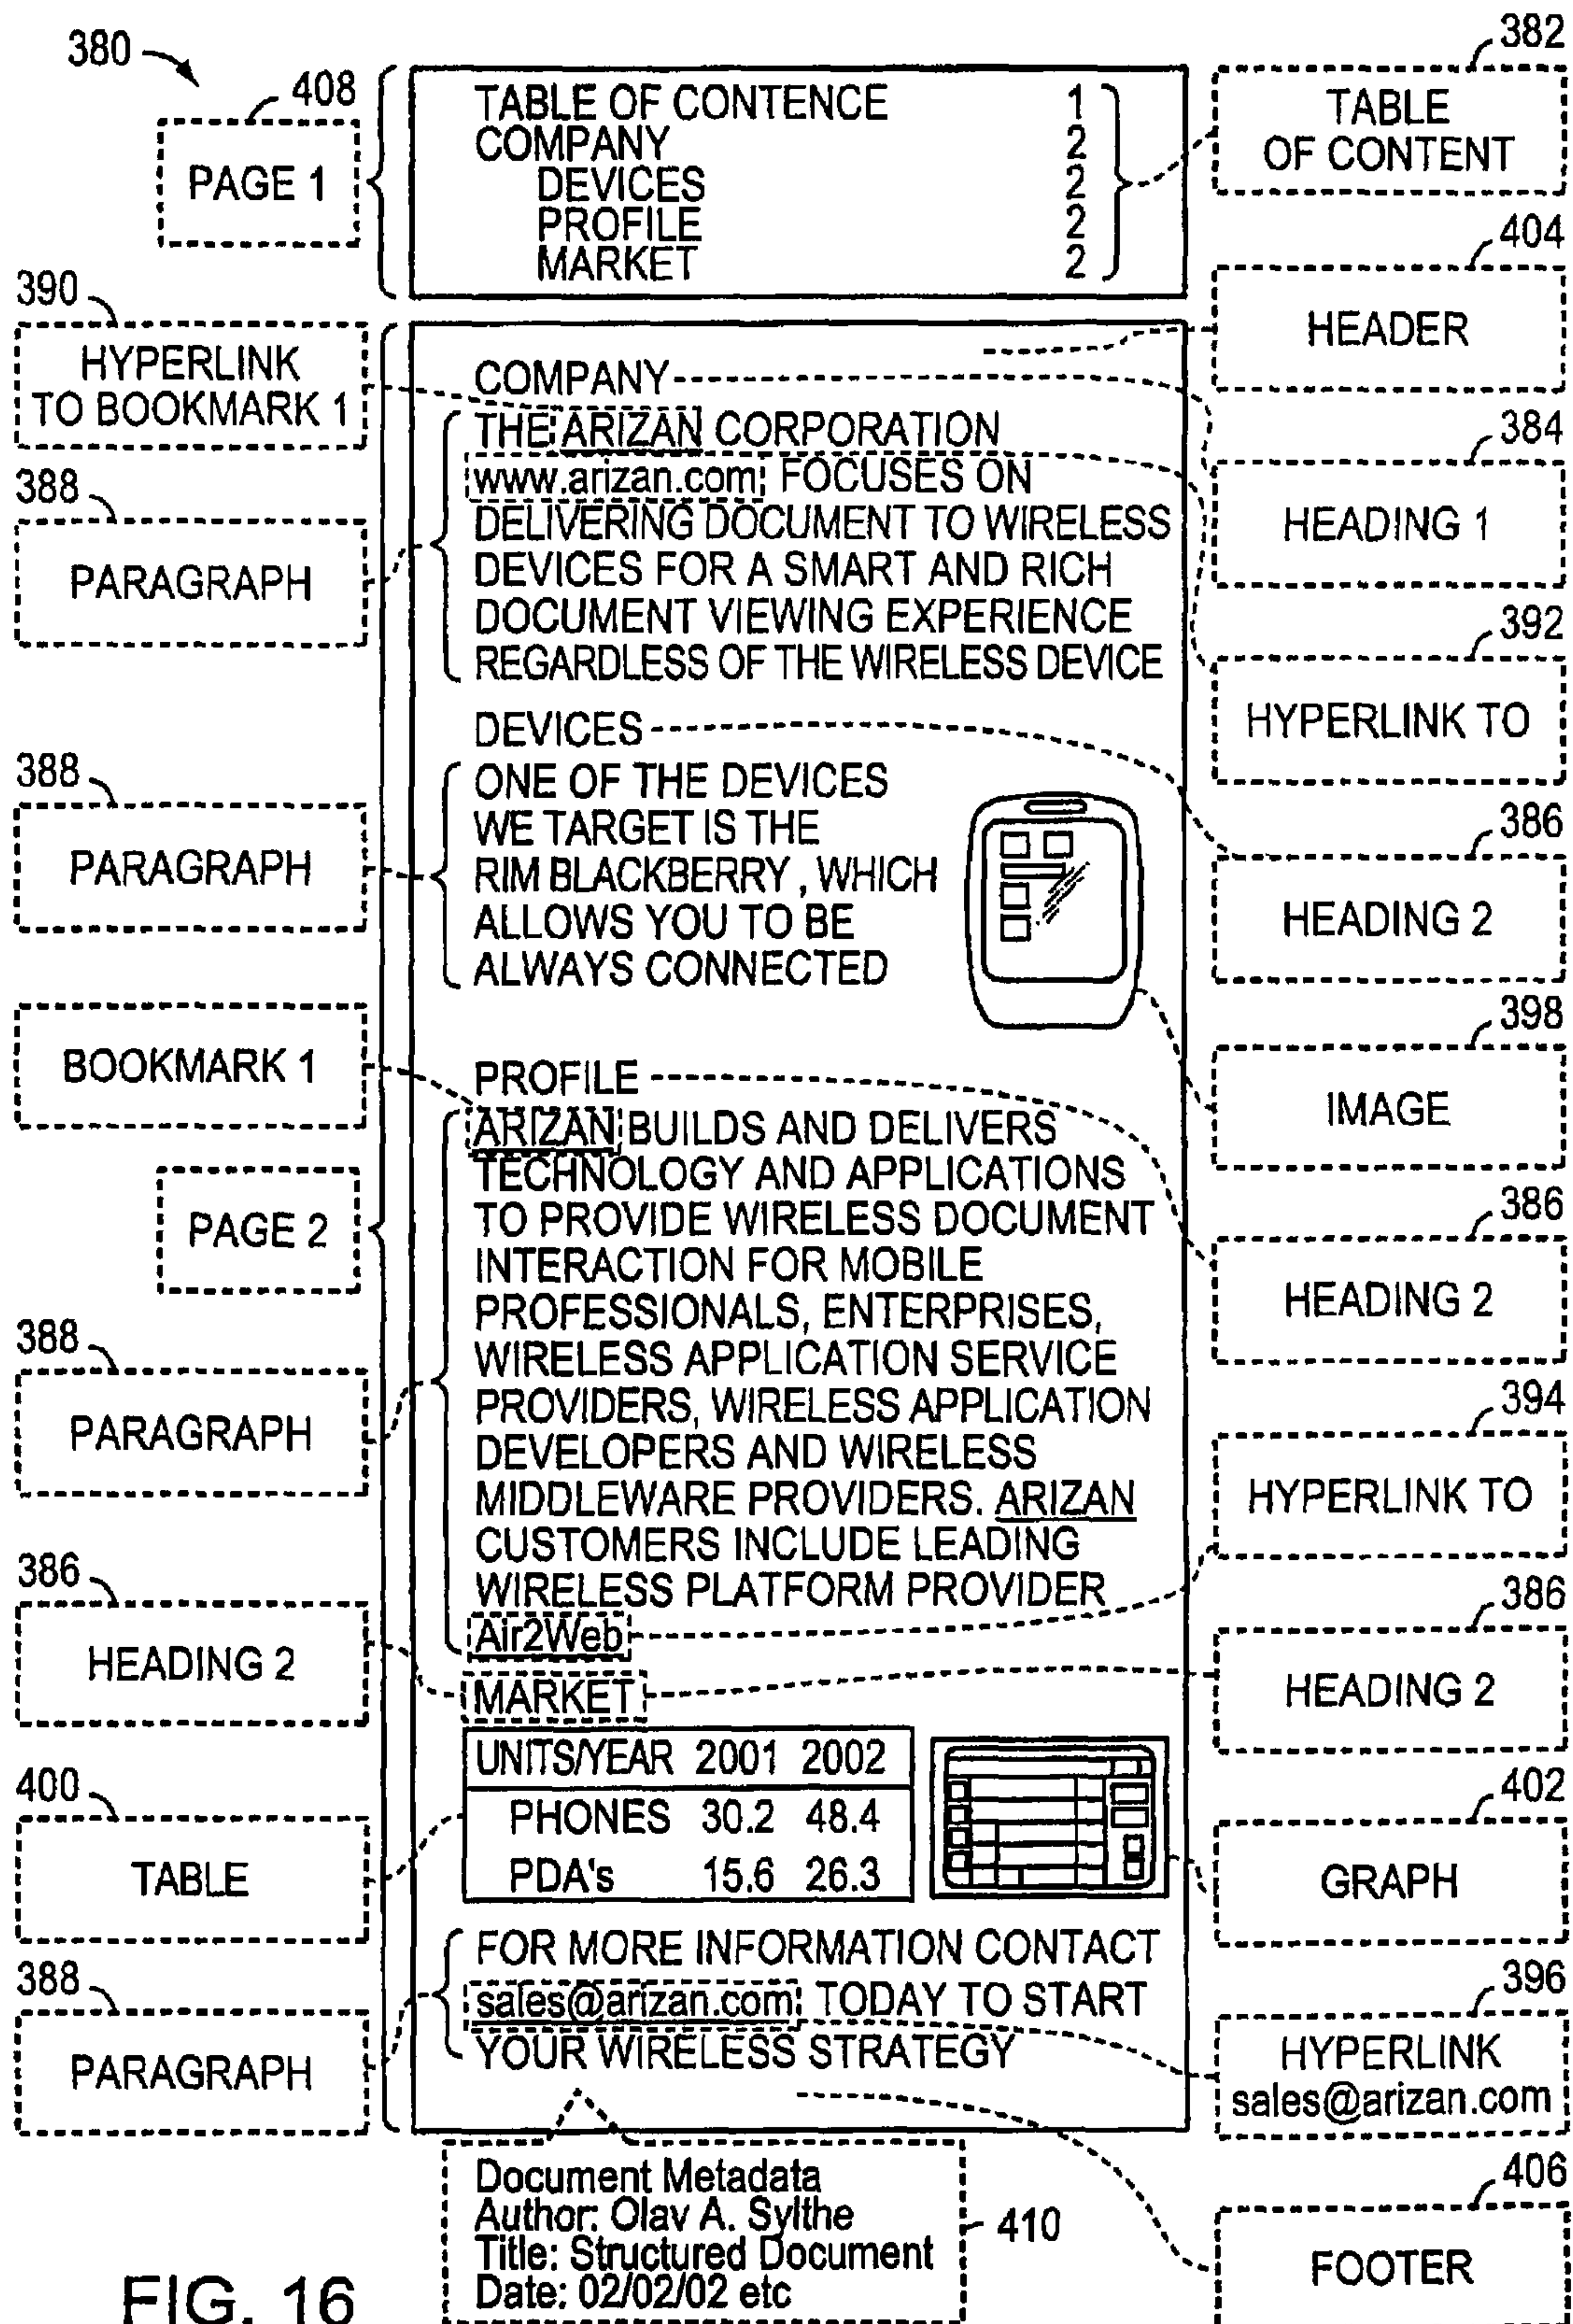 380
408
PAGE 1
TABLE OF CONTENCE 1
COMPANY 2
DEVICES 2
PROFILE 2
MARKET 2
382
TABLE
OF CONTENT
404
HEADER
390
HYPERLINK
TO BOOKMARK 1
COMPANY
THE ARIZAN CORPORATION
www.arizan.com FOCUSES ON
DELIVERING DOCUMENT TO WIRELESS
DEVICES FOR A SMART AND RICH
DOCUMENT VIEWING EXPERIENCE
REGARDLESS OF THE WIRELESS DEVICE
384
HEADING 1
388
PARAGRAPH
392
HYPERLINK TO
DEVICES
388
PARAGRAPH
ONE OF THE DEVICES
WE TARGET IS THE
RIM BLACKBERRY , WHICH
ALLOWS YOU TO BE
ALWAYS CONNECTED
386
HEADING 2
398
IMAGE
BOOKMARK 1
PROFILE
ARIZAN BUILDS AND DELIVERS
TECHNOLOGY AND APPLICATIONS
TO PROVIDE WIRELESS DOCUMENT
INTERACTION FOR MOBILE
PROFESSIONALS, ENTERPRISES,
WIRELESS APPLICATION SERVICE
PROVIDERS, WIRELESS APPLICATION
DEVELOPERS AND WIRELESS
MIDDLEWARE PROVIDERS. ARIZAN
CUSTOMERS INCLUDE LEADING
WIRELESS PLATFORM PROVIDER
Air2Web
PAGE 2
386
HEADING 2
388
PARAGRAPH
394
HYPERLINK TO
386
HEADING 2
MARKET
386
HEADING 2
UNITS/YEAR 2001 2002
PHONES 30.2 48.4
PDA's 15.6 26.3
400
TABLE
402
GRAPH
388
PARAGRAPH
FOR MORE INFORMATION CONTACT
sales@arizan.com TODAY TO START
YOUR WIRELESS STRATEGY
396
HYPERLINK
sales@arizan.com
Document Metadata
Author: Olav A. Sylthe
Title: Structured Document
Date: 02/02/02 etc
410
406
FOOTER
FIG. 16